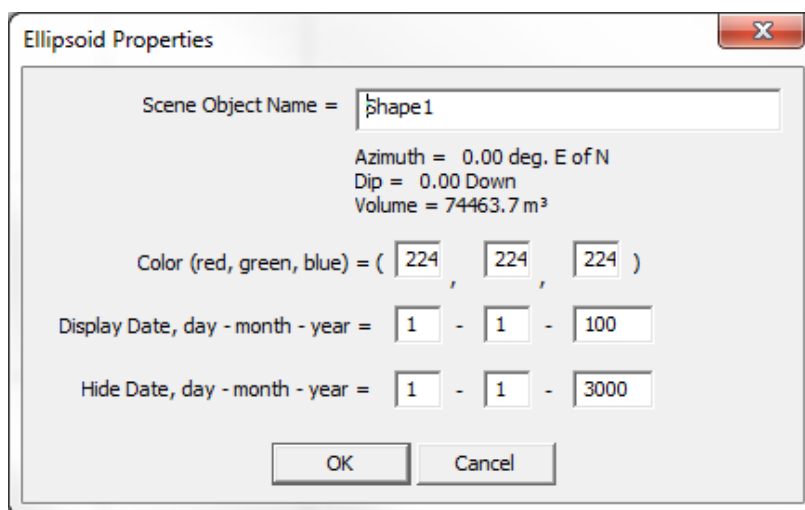 Ellipsoid Properties
Scene Object Name = Shape1
Azimuth = 0.00 deg. E of N
Dip = 0.00 Down
Volume = 74463.7 m³
Color (red, green, blue) = ( 224 , 224 , 224 )
Display Date, day - month - year = 1 - 1 - 100
Hide Date, day - month - year = 1 - 1 - 3000
OK Cancel